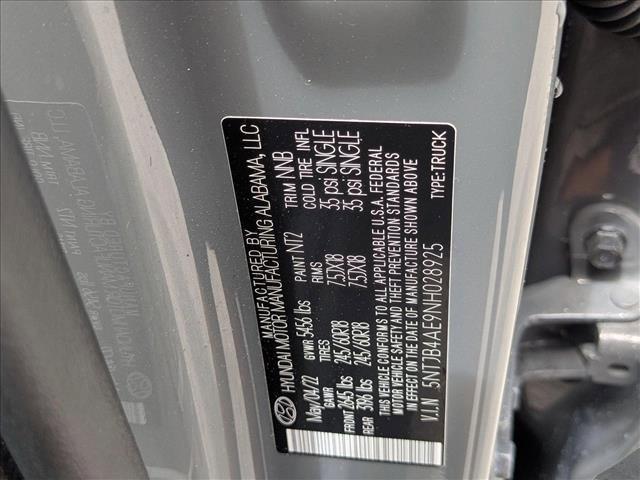 MANUFACTURED BY
HYUNDAI MOTOR MANUFACTURING ALABAMA, LLC
May/04/22 GVWR 5456 lbs PAINT NT2 TRIM NNB
GAWR TIRES RIMS COLD TIRE INFL
FRONT 2645 lbs 245/60R18 7.5JX18 35 psi SINGLE
REAR 3196 lbs 245/60R18 7.5JX18 35 psi SINGLE
THIS VEHICLE CONFORMS TO ALL APPLICABLE U.S.A. FEDERAL
MOTOR VEHICLE SAFETY AND THEFT PREVENTION STANDARDS
IN EFFECT ON THE DATE OF MANUFACTURE SHOWN ABOVE
V.I.N 5NTJB4AE9NH028925 TYPE:TRUCK